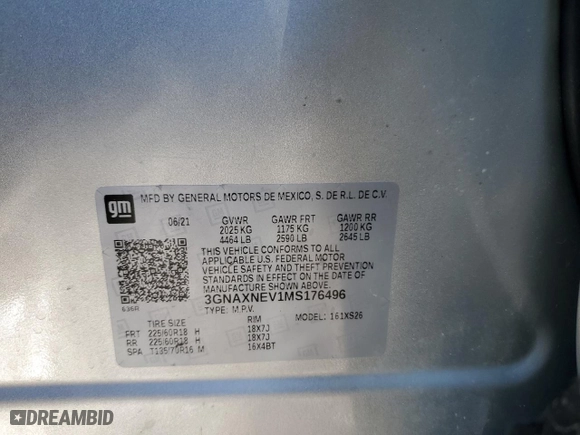 gm
MFD BY GENERAL MOTORS DE MEXICO, S. DE R.L. DE C.V.
06/21 GVWR GAWR FRT GAWR RR
2025 KG 1175 KG 1200 KG
4464 LB 2590 LB 2645 LB
THIS VEHICLE CONFORMS TO ALL
APPLICABLE U.S. FEDERAL MOTOR
VEHICLE SAFETY AND THEFT PREVENTION
STANDARDS IN EFFECT ON THE DATE OF
MANUFACTURE SHOWN ABOVE.
3GNAXNEV1MS176496
636R
TYPE: M.P.V. MODEL: 161XS26
TIRE SIZE RIM
FRT 225/60R18 H 18X7J
RR 225/60R18 H 18X7J
SPA T135/70R16 M 16X4BT
DREAMBID